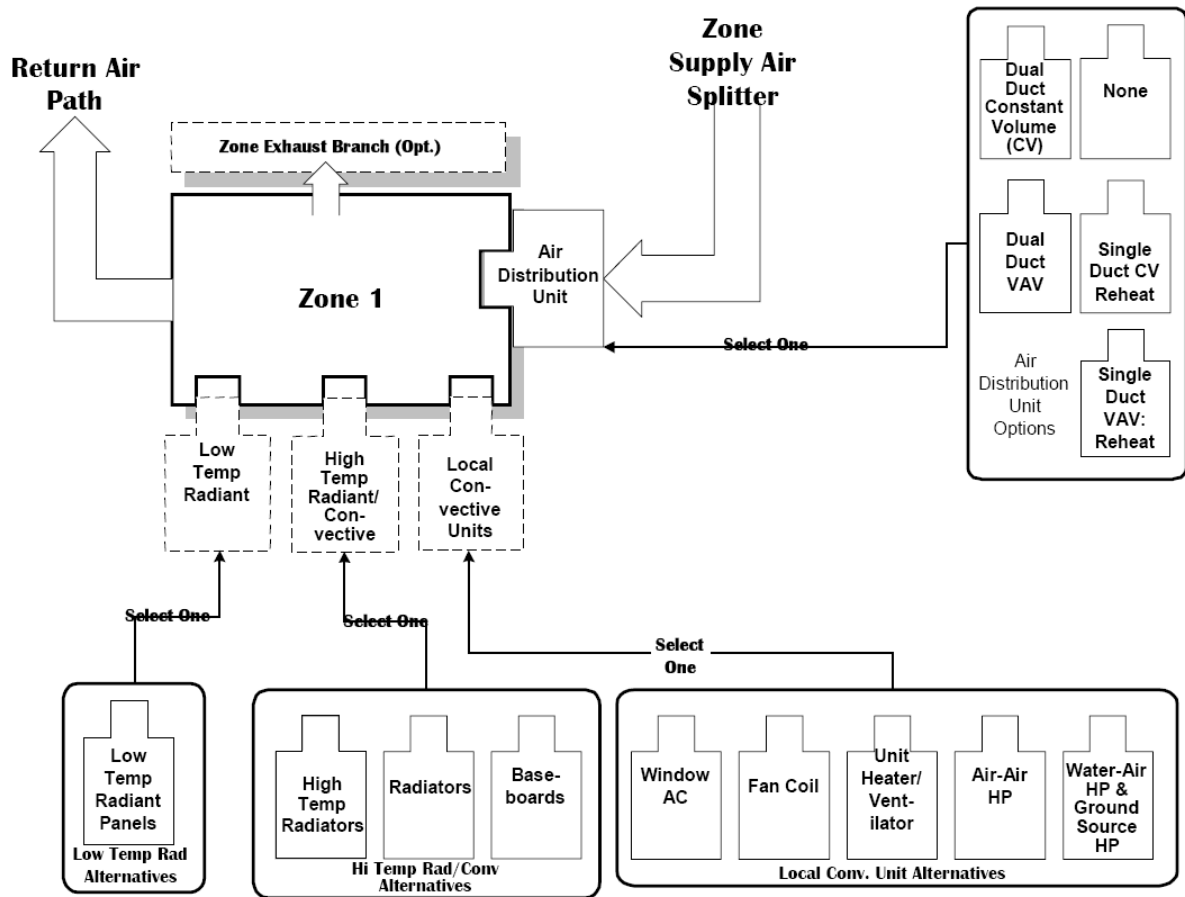 Return Air
Path
Zone
Supply Air
Splitter
Zone Exhaust Branch (Opt.)
Zone 1
Air
Distribution
Unit
Select One
Dual
Duct
Constant
Volume
(CV)
None
Dual
Duct
VAV
Single
Duct CV
Reheat
Air
Distribution
Unit
Options
Single
Duct
VAV:
Reheat
Low
Temp
Radiant
High
Temp
Radiant/
Con-
vective
Local
Con-
vective
Units
Select One
Select One
Select
One
Low
Temp
Radiant
Panels
Low Temp Rad
Alternatives
High
Temp
Radiators
Radiators
Base-
boards
Hi Temp Rad/Conv
Alternatives
Window
AC
Fan Coil
Unit
Heater/
Vent-
ilator
Air-Air
HP
Water-Air
HP &
Ground
Source
HP
Local Conv. Unit Alternatives